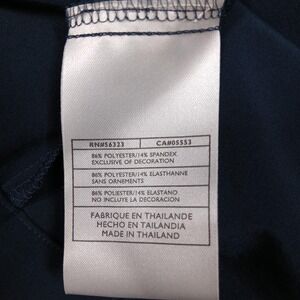 RN#56323 CA#05553
86% POLYESTER/14% SPANDEX
EXCLUSIVE OF DECORATION
86% POLYESTER/14% ELASTHANNE
SANS ORNEMENTS
86% POLIESTER/14% ELASTANO
NO INCLUYE LA DECORACION
FABRIQUE EN THAILANDE
HECHO EN TAILANDIA
MADE IN THAILAND